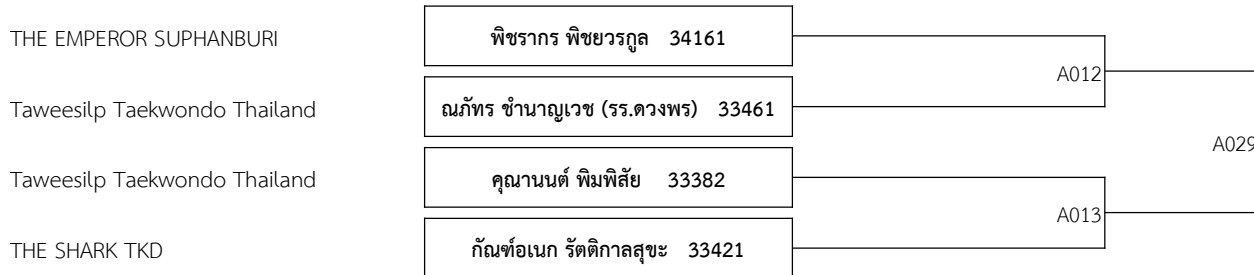 THE EMPEROR SUPHANBURI พิชรากร พิชยวรกูล 34161
A012
Taweesilp Taekwondo Thailand ณภัทร ชำนาญเวช (รร.ดวงพร) 33461
A029
Taweesilp Taekwondo Thailand คุณานนต์ พิมพิสัย 33382
A013
THE SHARK TKD กัณฑ์อเนก รัตติกาลสุขะ 33421